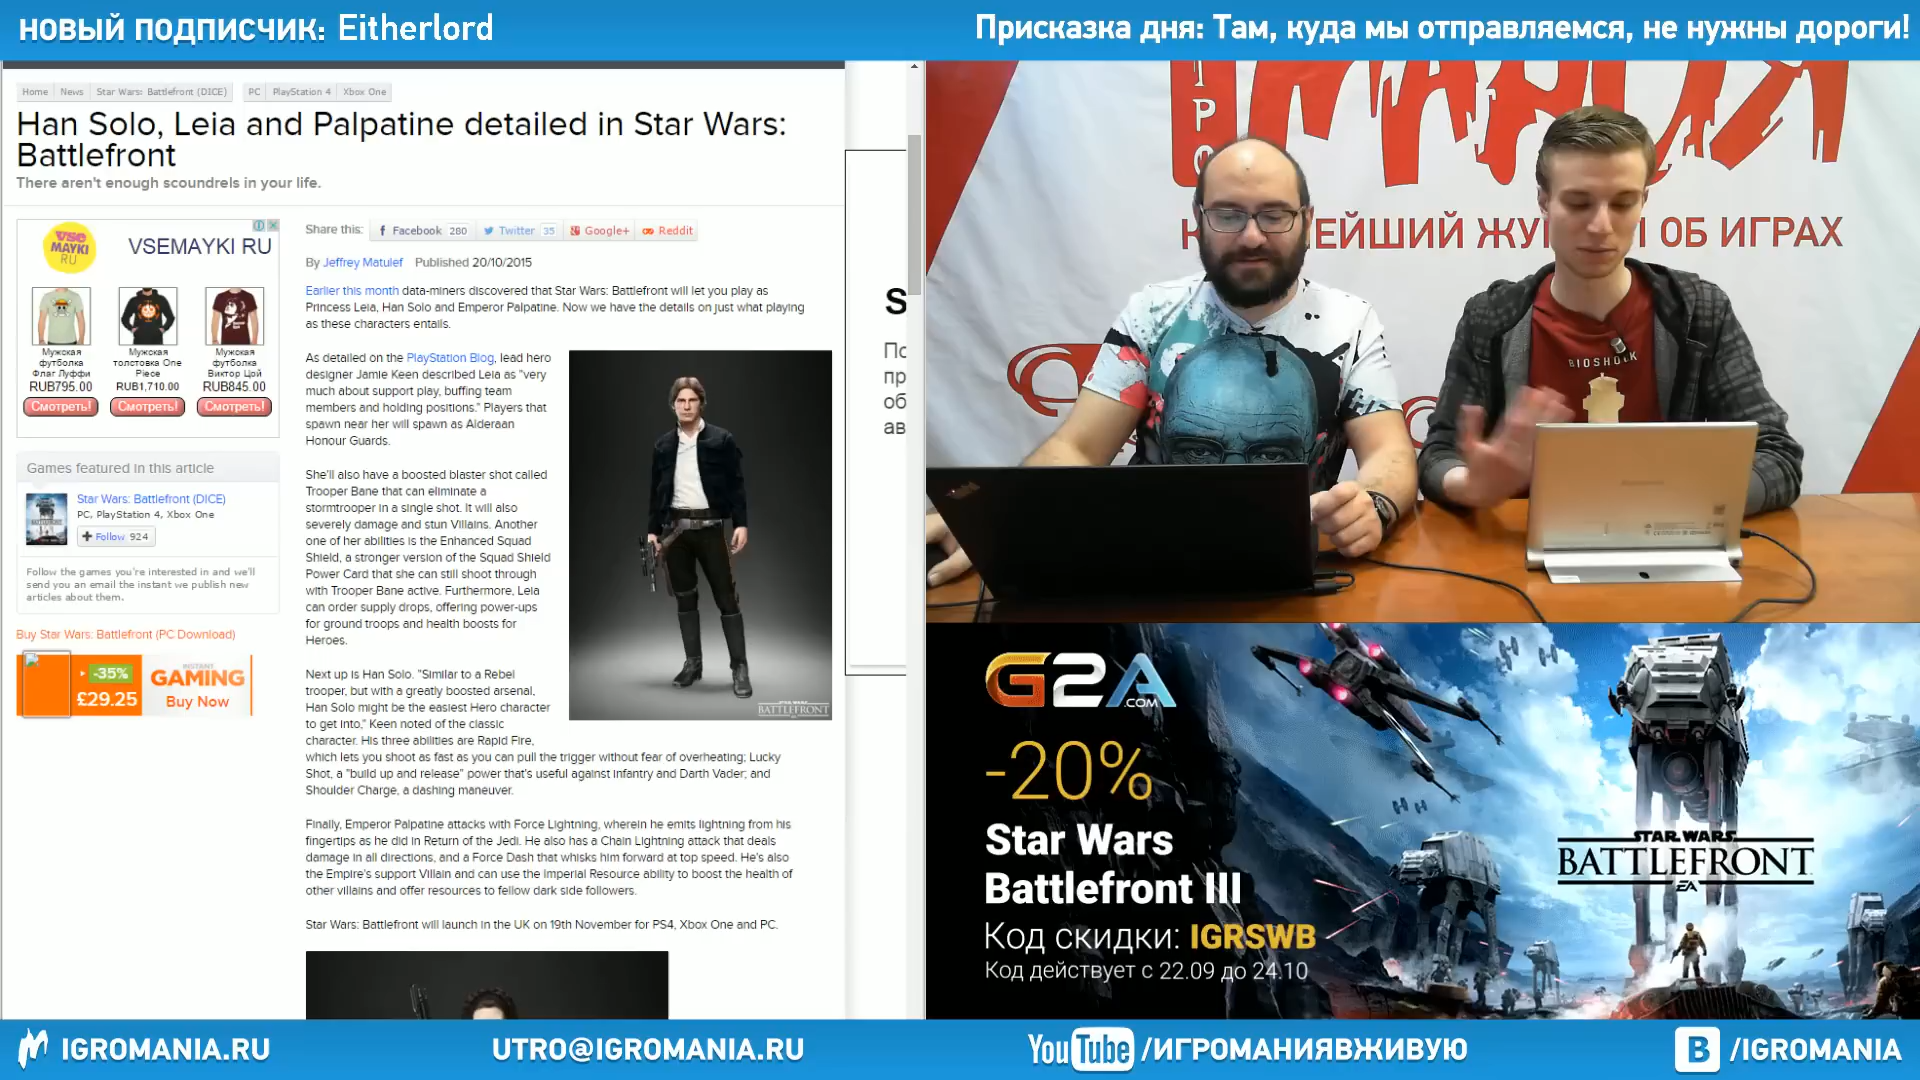 НОВЫЙ ПОДПИСЧИК: Eitherlord
Присказка дня: Там, куда мы отправляемся, не нужны дороги!
Home News Star Wars: Battlefront (DICE) PC PlayStation 4 Xbox One
Han Solo, Leia and Palpatine detailed in Star Wars:
Battlefront
There aren't enough scoundrels in your life.
VSE
MAYKI
RU
VSEMAYKI RU
Мужская
футболка
Флаг Луффи
RUB795.00
Смотреть!
Мужская
толстовка One
Piece
RUB1,710.00
Смотреть!
Мужская
футболка
Виктор Цой
RUB845.00
Смотреть!
Games featured in this article
Star Wars: Battlefront (DICE)
PC, PlayStation 4, Xbox One
Follow 924
Follow the games you're interested in and we'll
send you an email the instant we publish new
articles about them.
Buy Star Wars: Battlefront (PC Download)
-35%
£29.25
INSTANT
GAMING
Buy Now
Share this: Facebook 280 Twitter 35 Google+ Reddit
By Jeffrey Matulef Published 20/10/2015
Earlier this month data-miners discovered that Star Wars: Battlefront will let you play as
Princess Leia, Han Solo and Emperor Palpatine. Now we have the details on just what playing
as these characters entails.
As detailed on the PlayStation Blog, lead hero
designer Jamie Keen described Leia as "very
much about support play, buffing team
members and holding positions." Players that
spawn near her will spawn as Alderaan
Honour Guards.
She'll also have a boosted blaster shot called
Trooper Bane that can eliminate a
stormtrooper in a single shot. It will also
severely damage and stun Villains. Another
one of her abilities is the Enhanced Squad
Shield, a stronger version of the Squad Shield
Power Card that she can still shoot through
with Trooper Bane active. Furthermore, Leia
can order supply drops, offering power-ups
for ground troops and health boosts for
Heroes.
Next up is Han Solo. "Similar to a Rebel
trooper, but with a greatly boosted arsenal,
Han Solo might be the easiest Hero character
to get into," Keen noted of the classic
character. His three abilities are Rapid Fire,
which lets you shoot as fast as you can pull the trigger without fear of overheating; Lucky
Shot, a "build up and release" power that's useful against infantry and Darth Vader; and
Shoulder Charge, a dashing maneuver.
Finally, Emperor Palpatine attacks with Force Lightning, wherein he emits lightning from his
fingertips as he did in Return of the Jedi. He also has a Chain Lightning attack that deals
damage in all directions, and a Force Dash that whisks him forward at top speed. He's also
the Empire's support Villain and can use the Imperial Resource ability to boost the health of
other villains and offer resources to fellow dark side followers.
Star Wars: Battlefront will launch in the UK on 19th November for PS4, Xbox One and PC.
STAR WARS
BATTLEFRONT
S
По
пр
об
ав
ЕЙШИЙ ЖУ
ОБ ИГРАХ
BIOSHOCK
G2A
.COM
-20%
Star Wars
Battlefront III
Код скидки: IGRSWB
Код действует с 22.09 до 24.10
STAR WARS
BATTLEFRONT
EA
IGROMANIA.RU
UTRO@IGROMANIA.RU
YouTube /ИГРОМАНИЯВЖИВУЮ
B /IGROMANIA